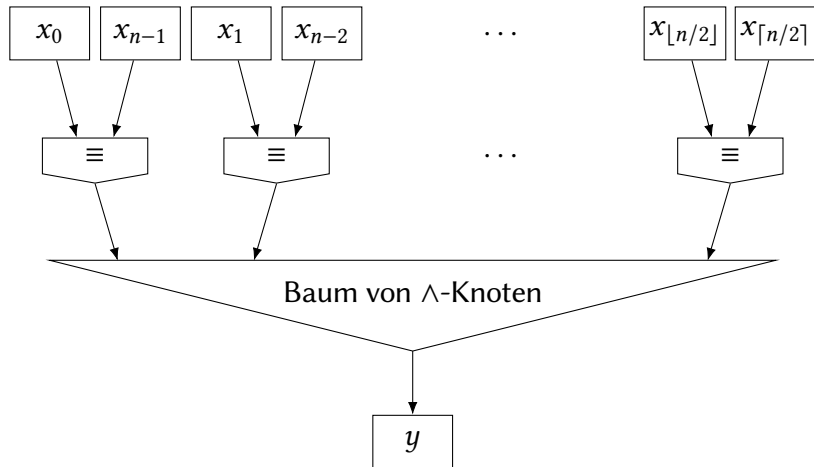 x₀ xₙ₋₁ x₁ xₙ₋₂ ⋯ x⌊n/2⌋ x⌈n/2⌉
≡ ≡ ⋯ ≡
Baum von ∧-Knoten
y